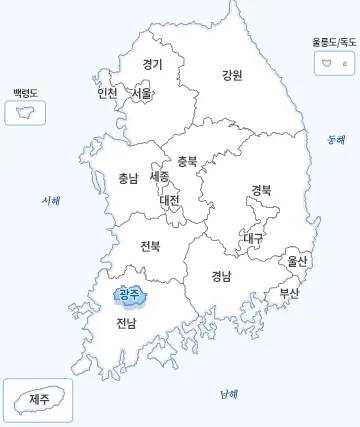 울릉도/독도
경기
강원
백령도
인천
서울
동해
충북
충남
세종
경북
서해
대전
대구
전북
울산
경남
부산
광주
전남
남해
제주